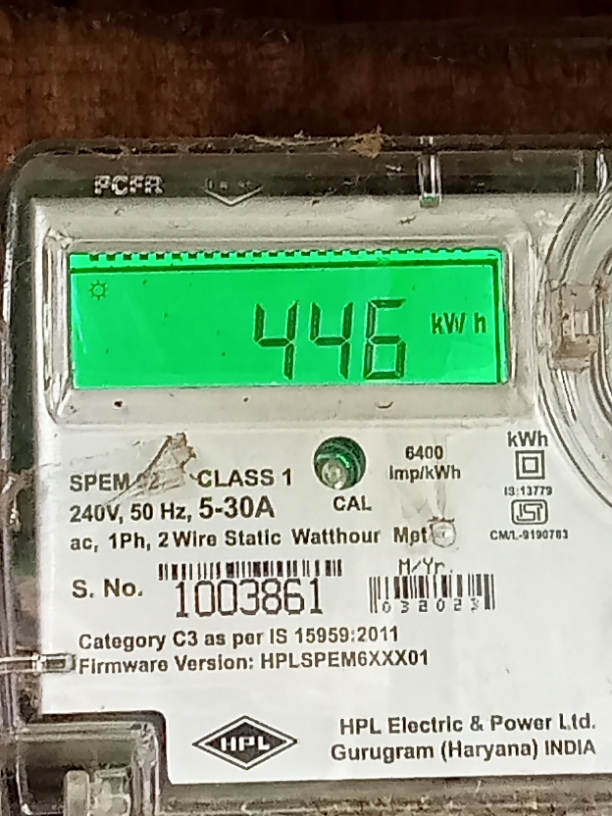 446 kWh
SPEM CLASS 1
240V, 50 Hz, 5-30A
CAL
6400
imp/kWh
kWh
IS:13779
ISI
CM/L-9190783
ac, 1Ph, 2 Wire Static Watthour
S. No. 1003861
M/Yr.
032023
Category C3 as per IS 15959:2011
Firmware Version: HPLSPEM6XXX01
HPL
HPL Electric & Power Ltd.
Gurugram (Haryana) INDIA